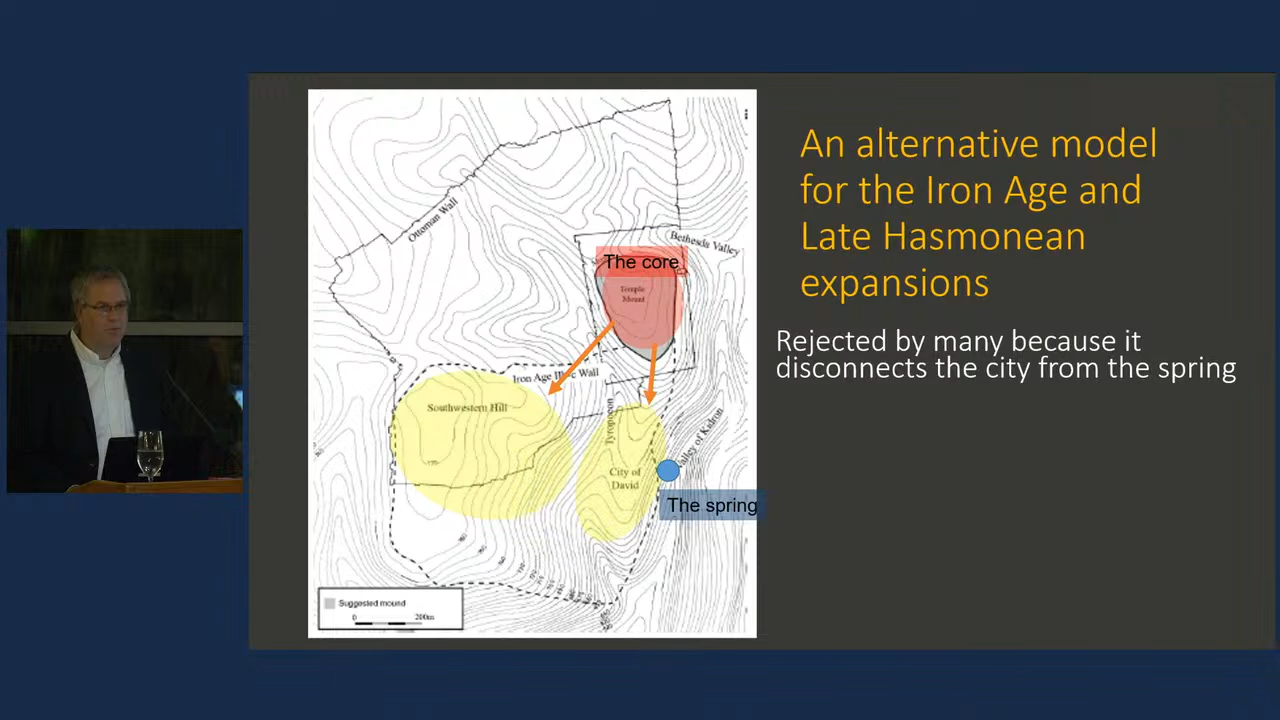 An alternative model
for the Iron Age and
Late Hasmonean
expansions
Rejected by many because it
disconnects the city from the spring
Ottoman Wall
Bethesda Valley
The core
Temple
Mount
Iron Age
Wall
Southwestern Hill
Tyropoeon
Valley of Kidron
City of
David
The spring
Suggested mound
0 200m